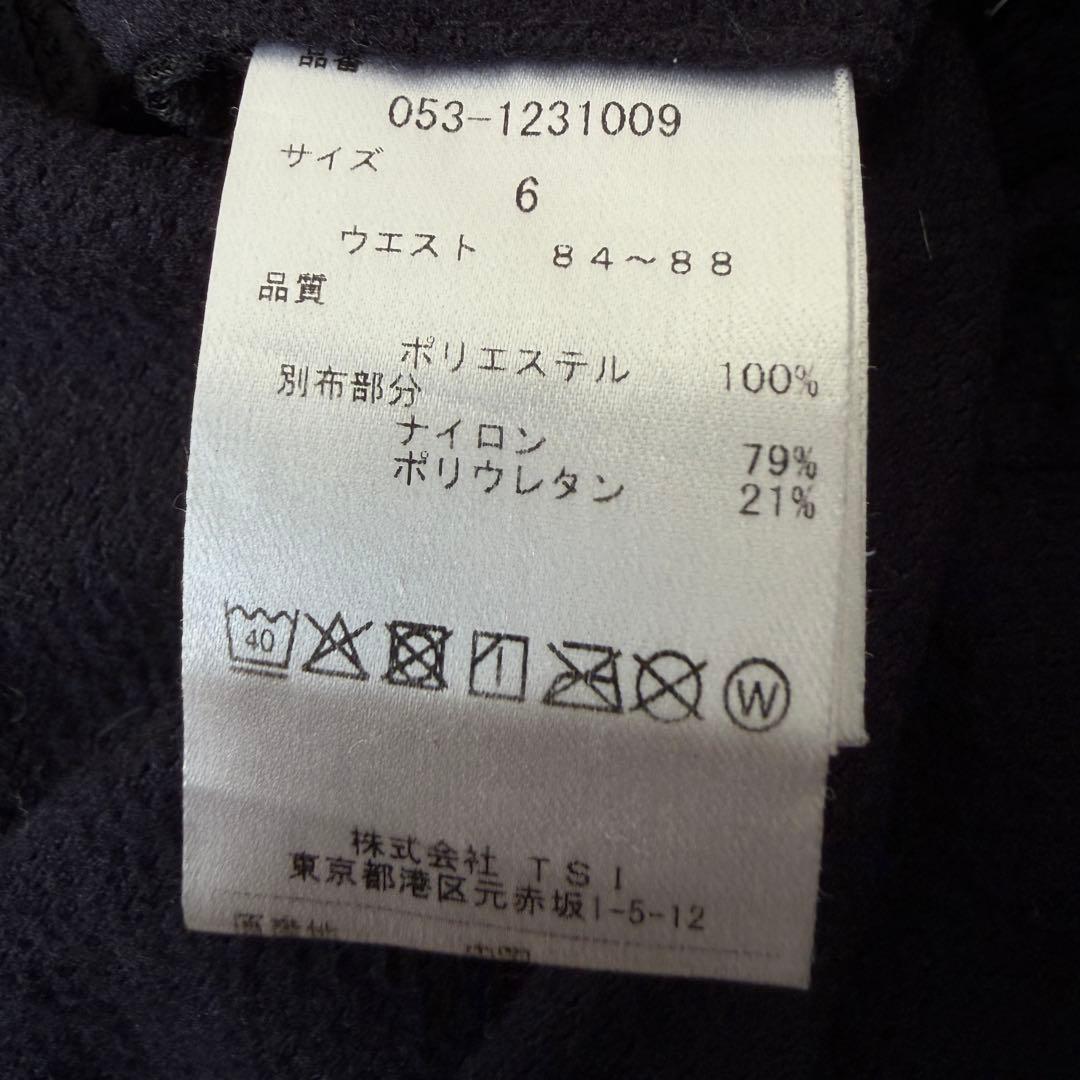 品番
053-1231009
サイズ
6
ウエスト 84～88
品質
ポリエステル 100%
別布部分
ナイロン 79%
ポリウレタン 21%
40
W
株式会社 TSI
東京都港区元赤坂1-5-12